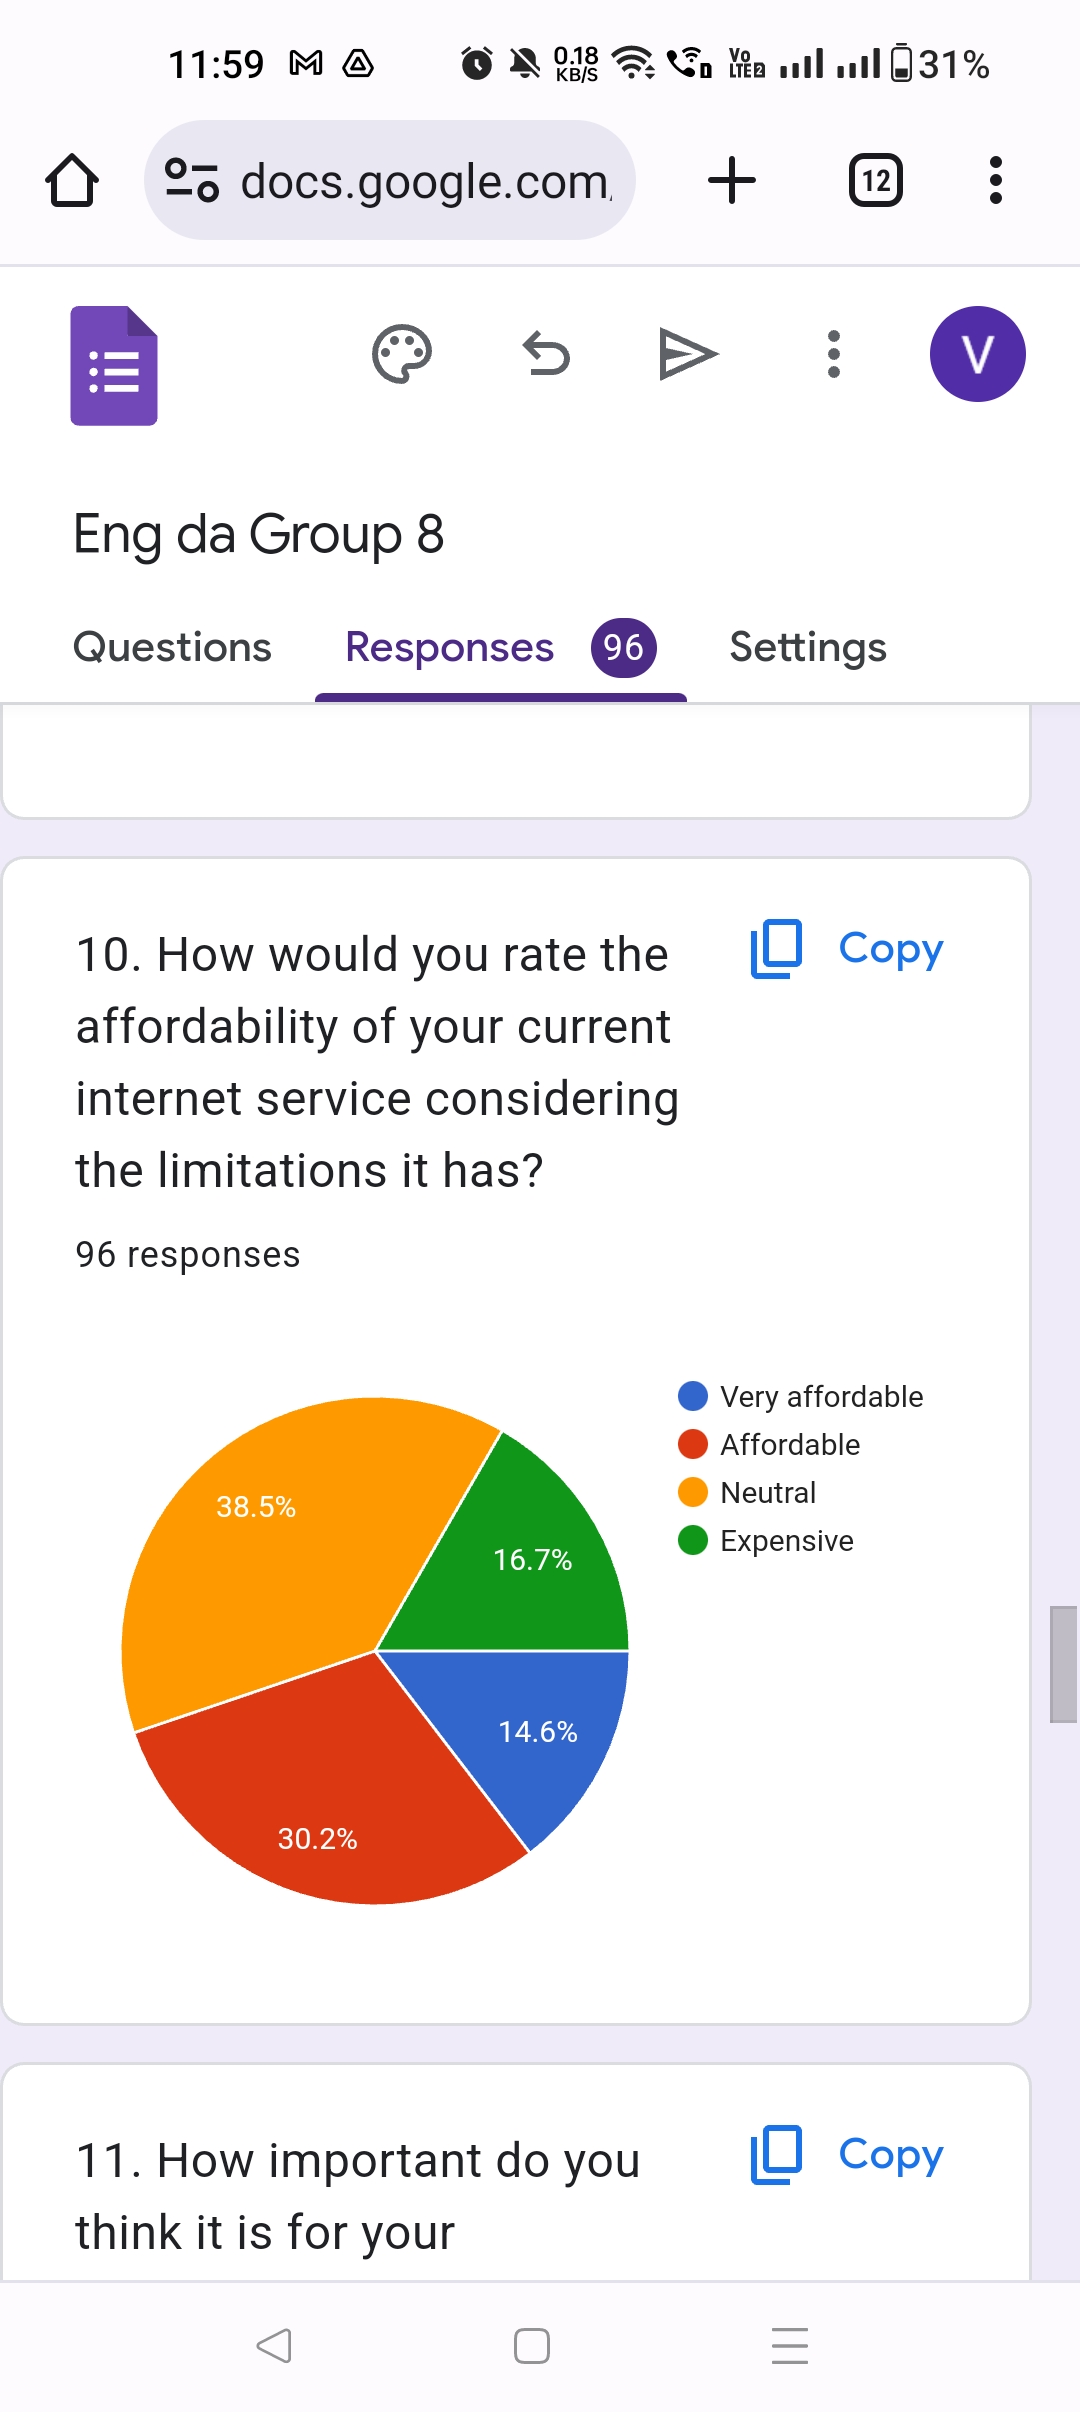 11:59 0.18 KB/S Vo LTE 2 31%
docs.google.com 12
V
Eng da Group 8
Questions Responses 96 Settings
10. How would you rate the Copy
affordability of your current
internet service considering
the limitations it has?
96 responses
Very affordable
Affordable
Neutral
Expensive
38.5%
16.7%
14.6%
30.2%
11. How important do you Copy
think it is for your